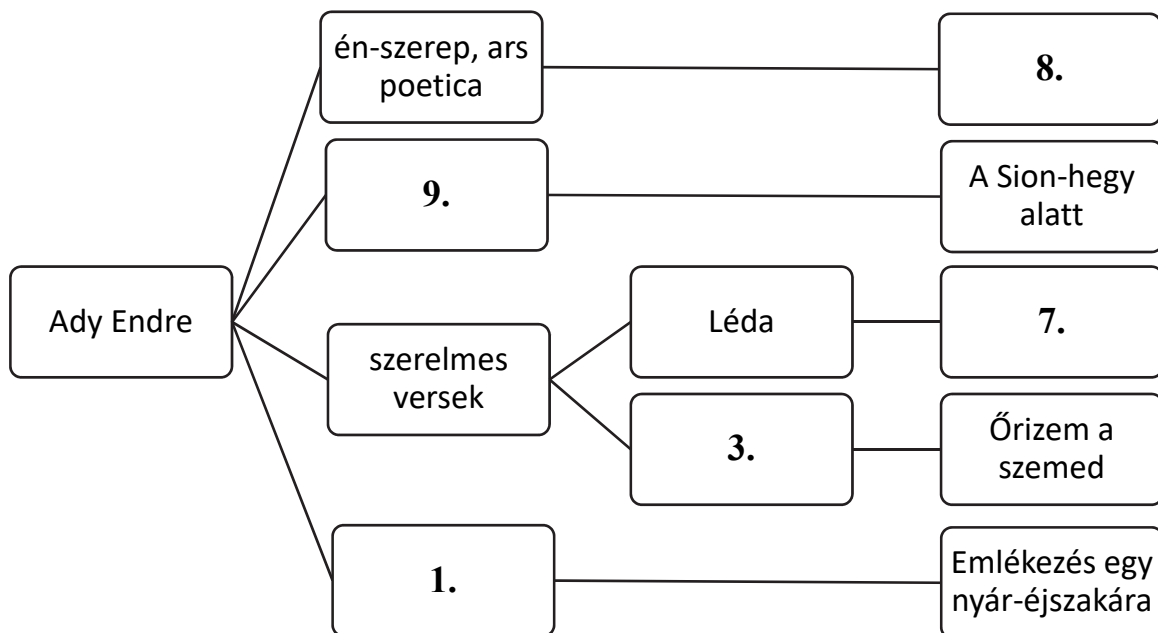 én-szerep, ars
poetica
8.
9.
A Sion-hegy
alatt
Ady Endre
szerelmes
versek
Léda
7.
3.
Őrizem a
szemed
1.
Emlékezés egy
nyár-éjszakára